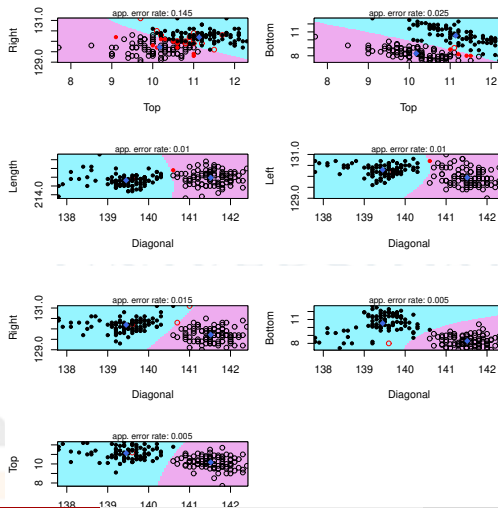 app. error rate: 0.145
Right
129.0 131.0
8 9 10 11 12
Top
app. error rate: 0.025
Bottom
8 11
8 9 10 11 12
Top
app. error rate: 0.01
Length
214.0
138 139 140 141 142
Diagonal
app. error rate: 0.01
Left
129.0 131.0
138 139 140 141 142
Diagonal
app. error rate: 0.015
Right
129.0 131.0
138 139 140 141 142
Diagonal
app. error rate: 0.005
Bottom
8 11
138 139 140 141 142
Diagonal
app. error rate: 0.005
Top
10
8
138 139 140 141 142